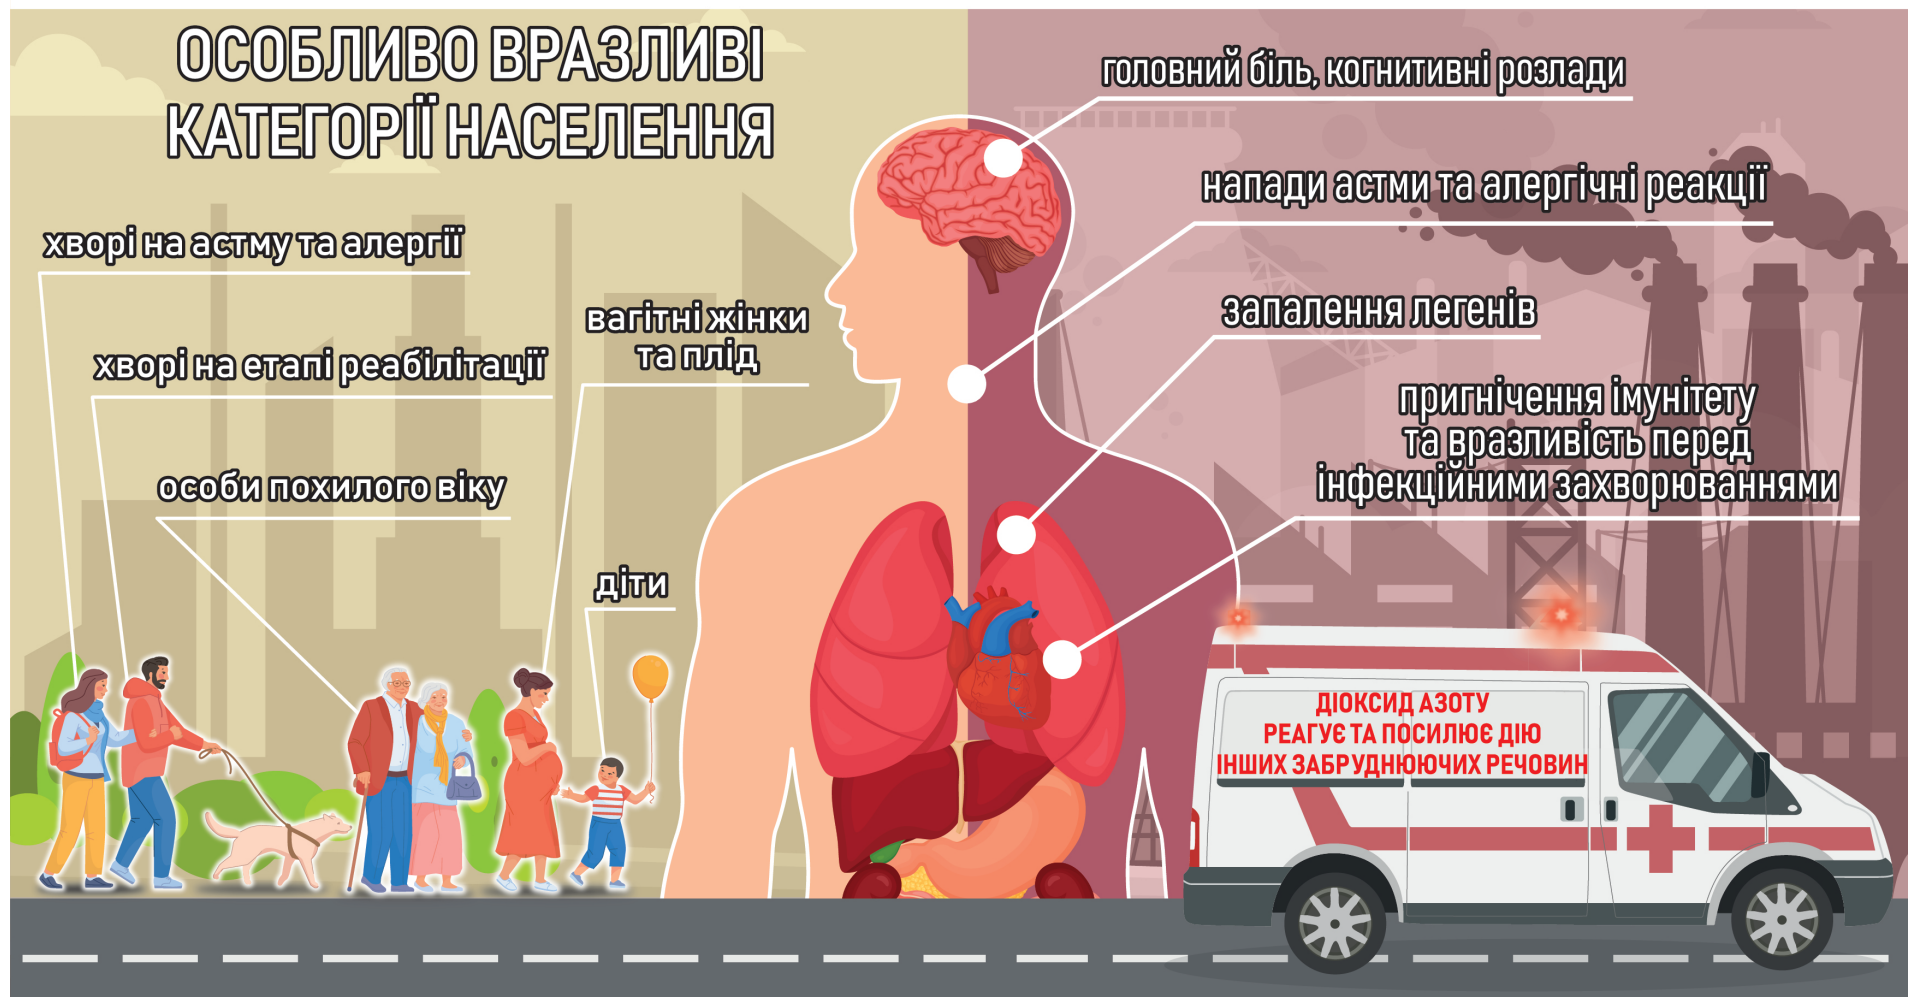 ОСОБЛИВО ВРАЗЛИВІ
КАТЕГОРІЇ НАСЕЛЕННЯ
хворі на астму та алергії
хворі на етапі реабілітації
особи похилого віку
вагітні жінки
та плід
діти
головний біль, когнитивні розлади
напади астми та алергічні реакції
запалення легенів
пригнічення імунітету
та вразливість перед
інфекційними захворюваннями
ДІОКСИД АЗОТУ
РЕАГУЄ ТА ПОСИЛЮЄ ДІЮ
ІНШИХ ЗАБРУДНЮЮЧИХ РЕЧОВИН